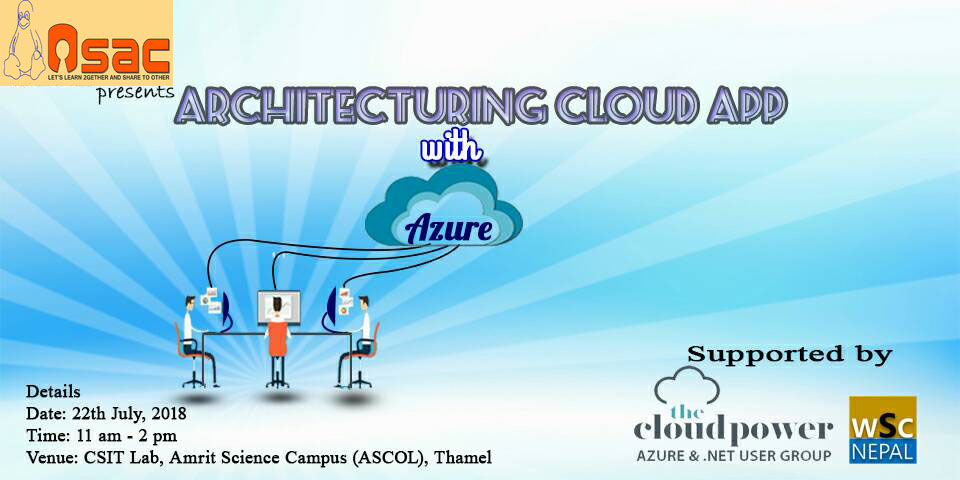 Osac
LET'S LEARN 2GETHER AND SHARE TO OTHER
presents
ARCHITECTURING CLOUD APP
with
Azure
Supported by
the
cloudpower
AZURE & .NET USER GROUP
WSC
NEPAL
Details
Date: 22th July, 2018
Time: 11 am - 2 pm
Venue: CSIT Lab, Amrit Science Campus (ASCOL), Thamel